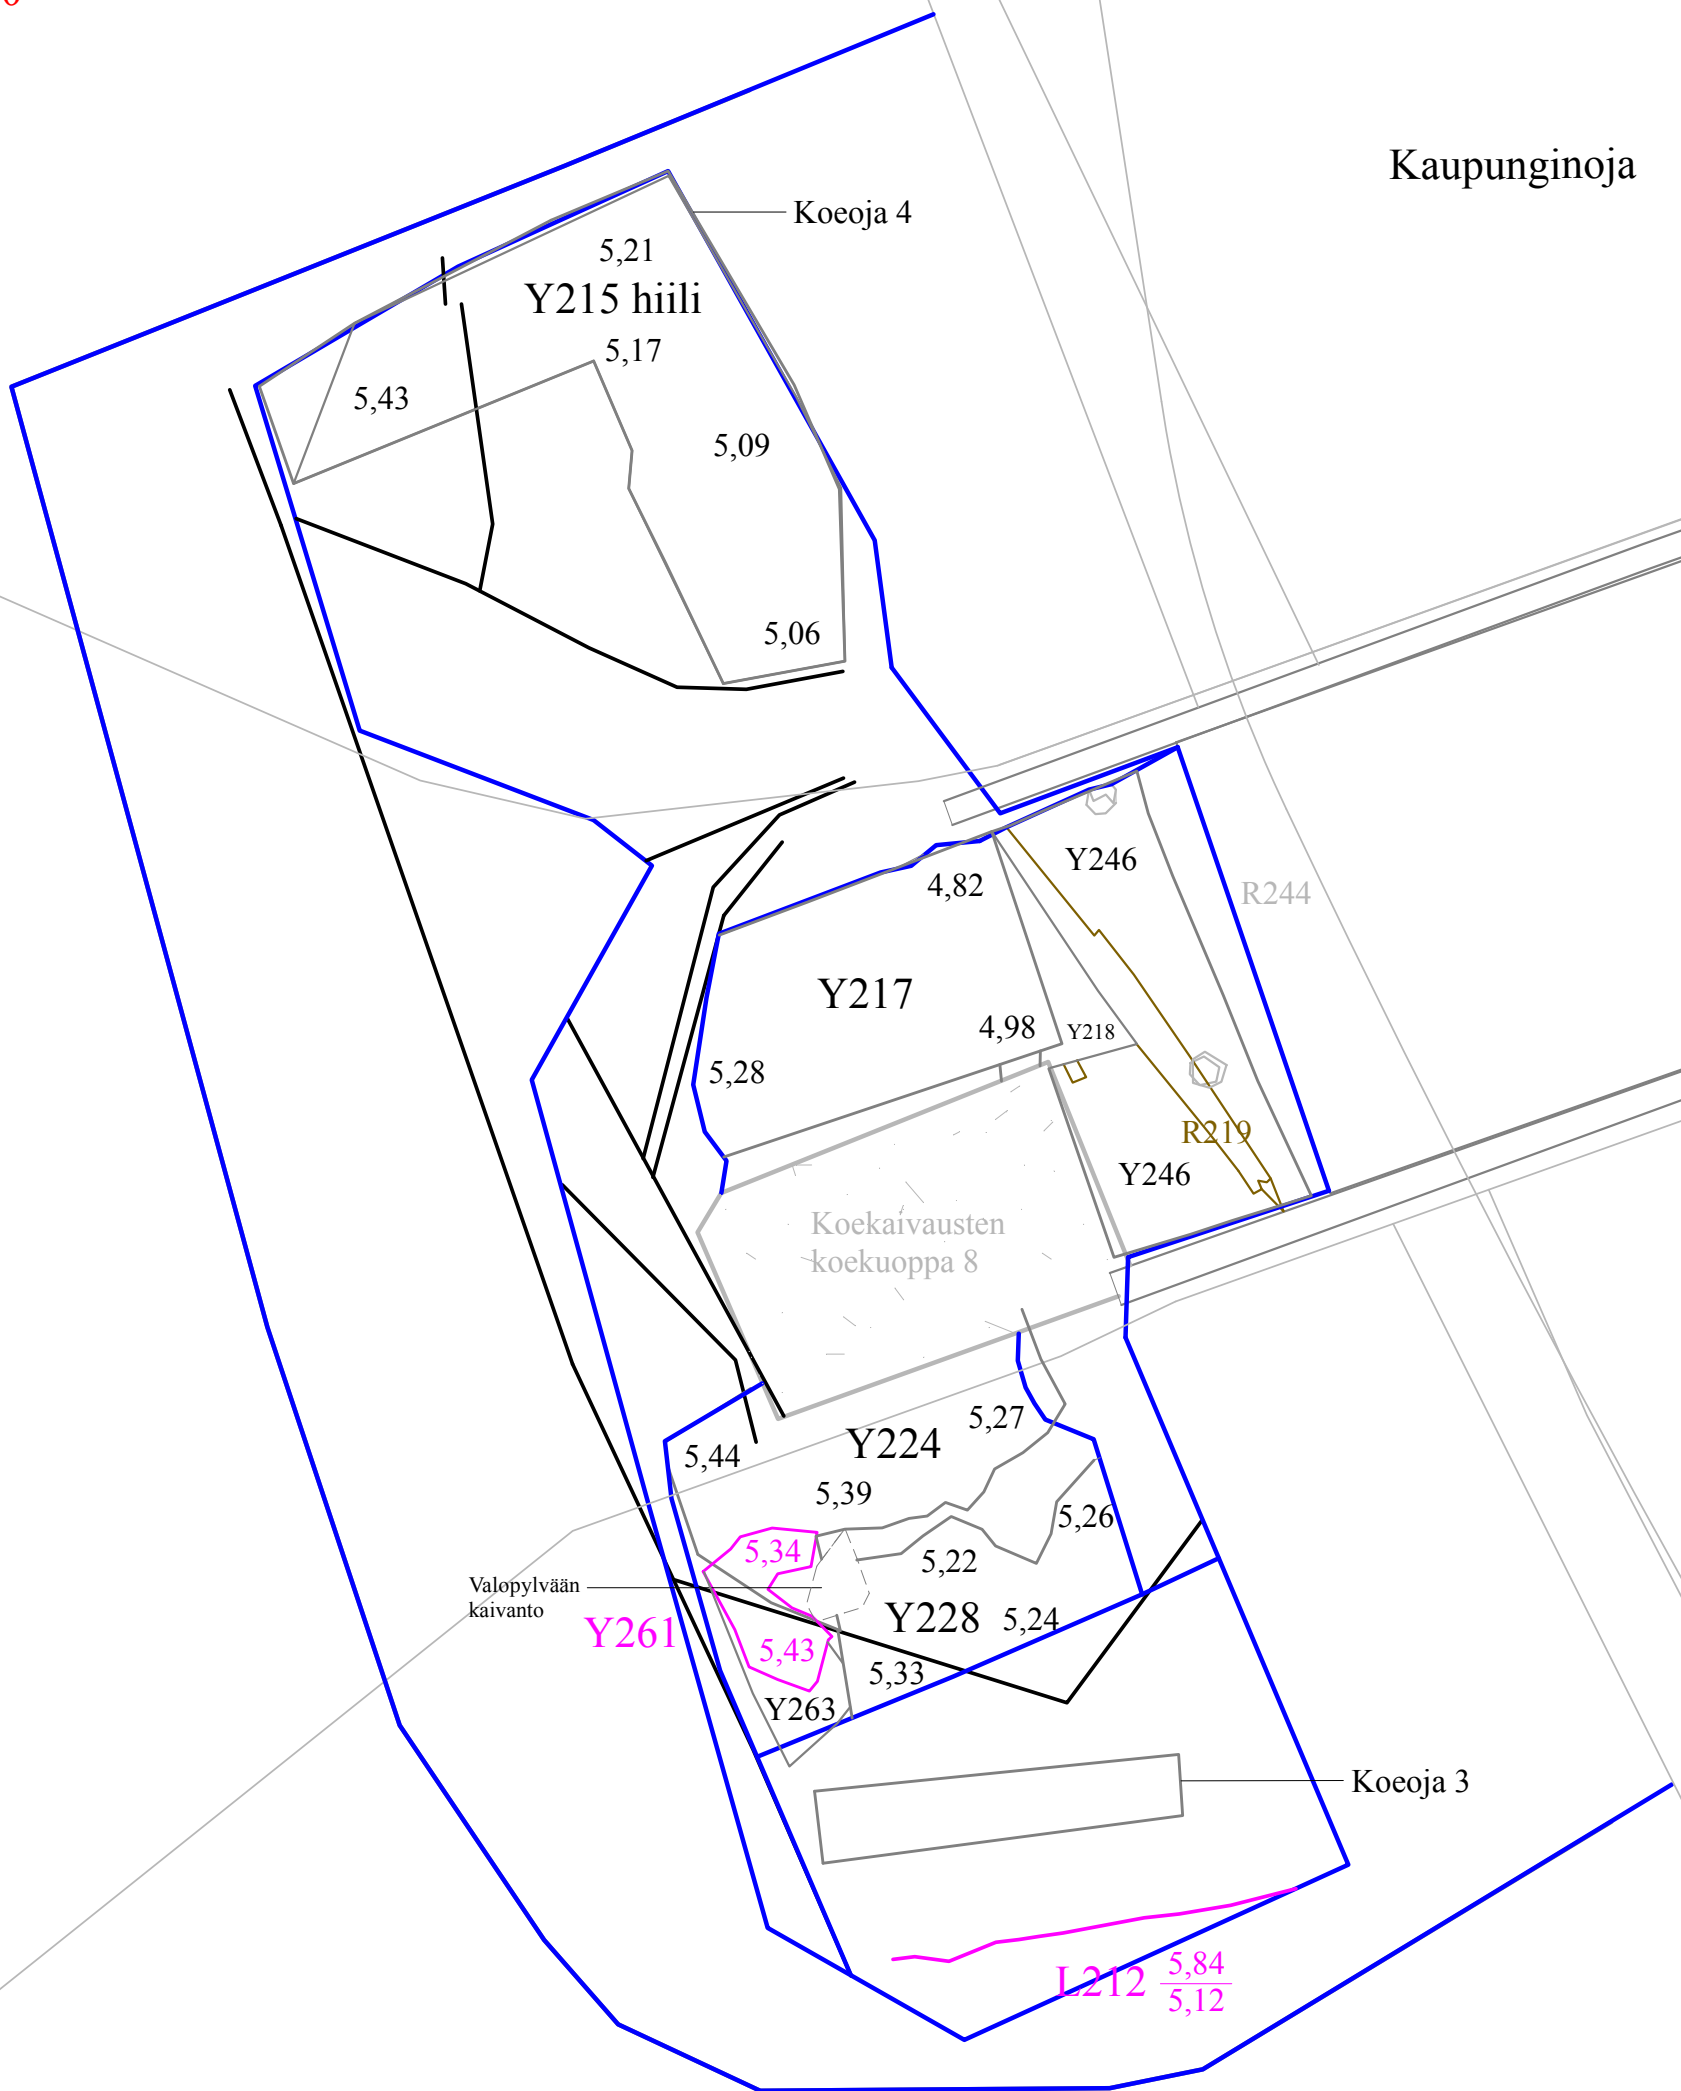 Kaupunginoja
Koeoja 4
5,21
Y215 hiili
5,17
5,43
5,09
5,06
Y246
4,82
R244
Y217
4,98
Y218
5,28
R219
Y246
Koekaivausten
koekuoppa 8
5,27
Y224
5,44
5,39
5,26
5,34
5,22
Valopylvään
kaivanto
Y261
Y228
5,24
5,43
5,33
Y263
Koeoja 3
L212
5,84
5,12